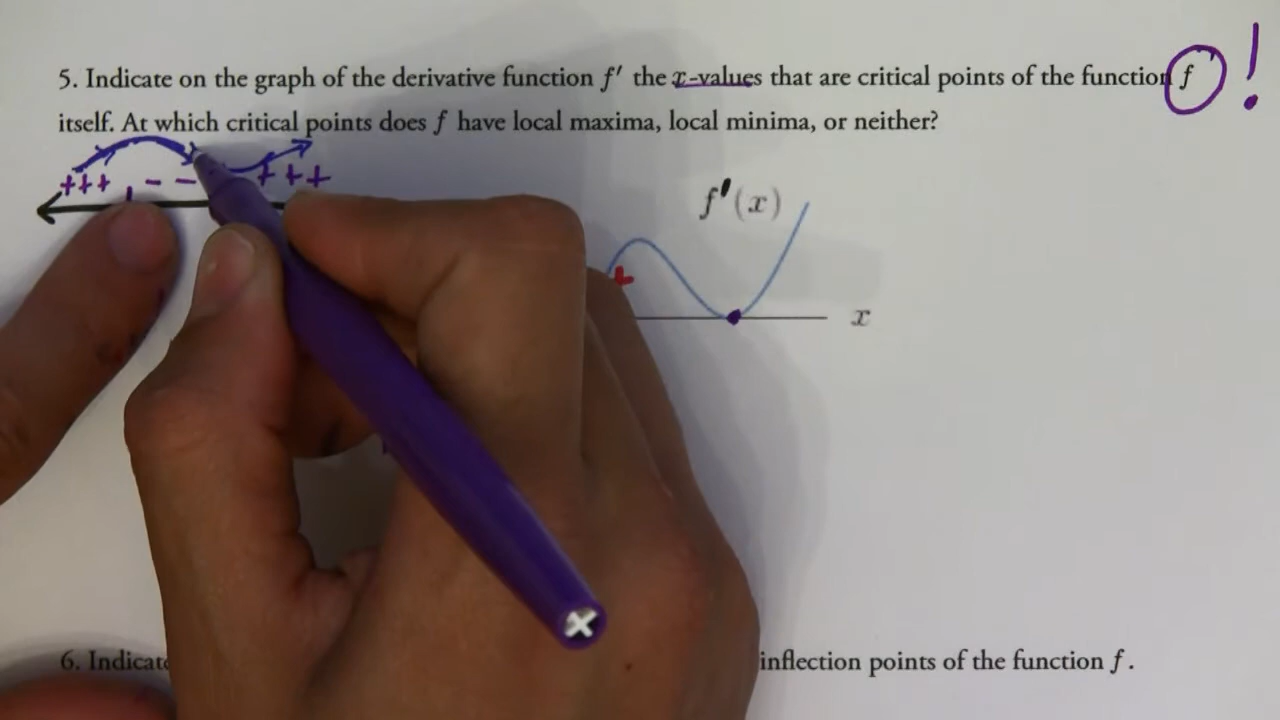 5. Indicate on the graph of the derivative function f′ the x-values that are critical points of the function f !
itself. At which critical points does f have local maxima, local minima, or neither?
+++ - - + + +
f′(x)
+
x
6. Indicate inflection points of the function f.